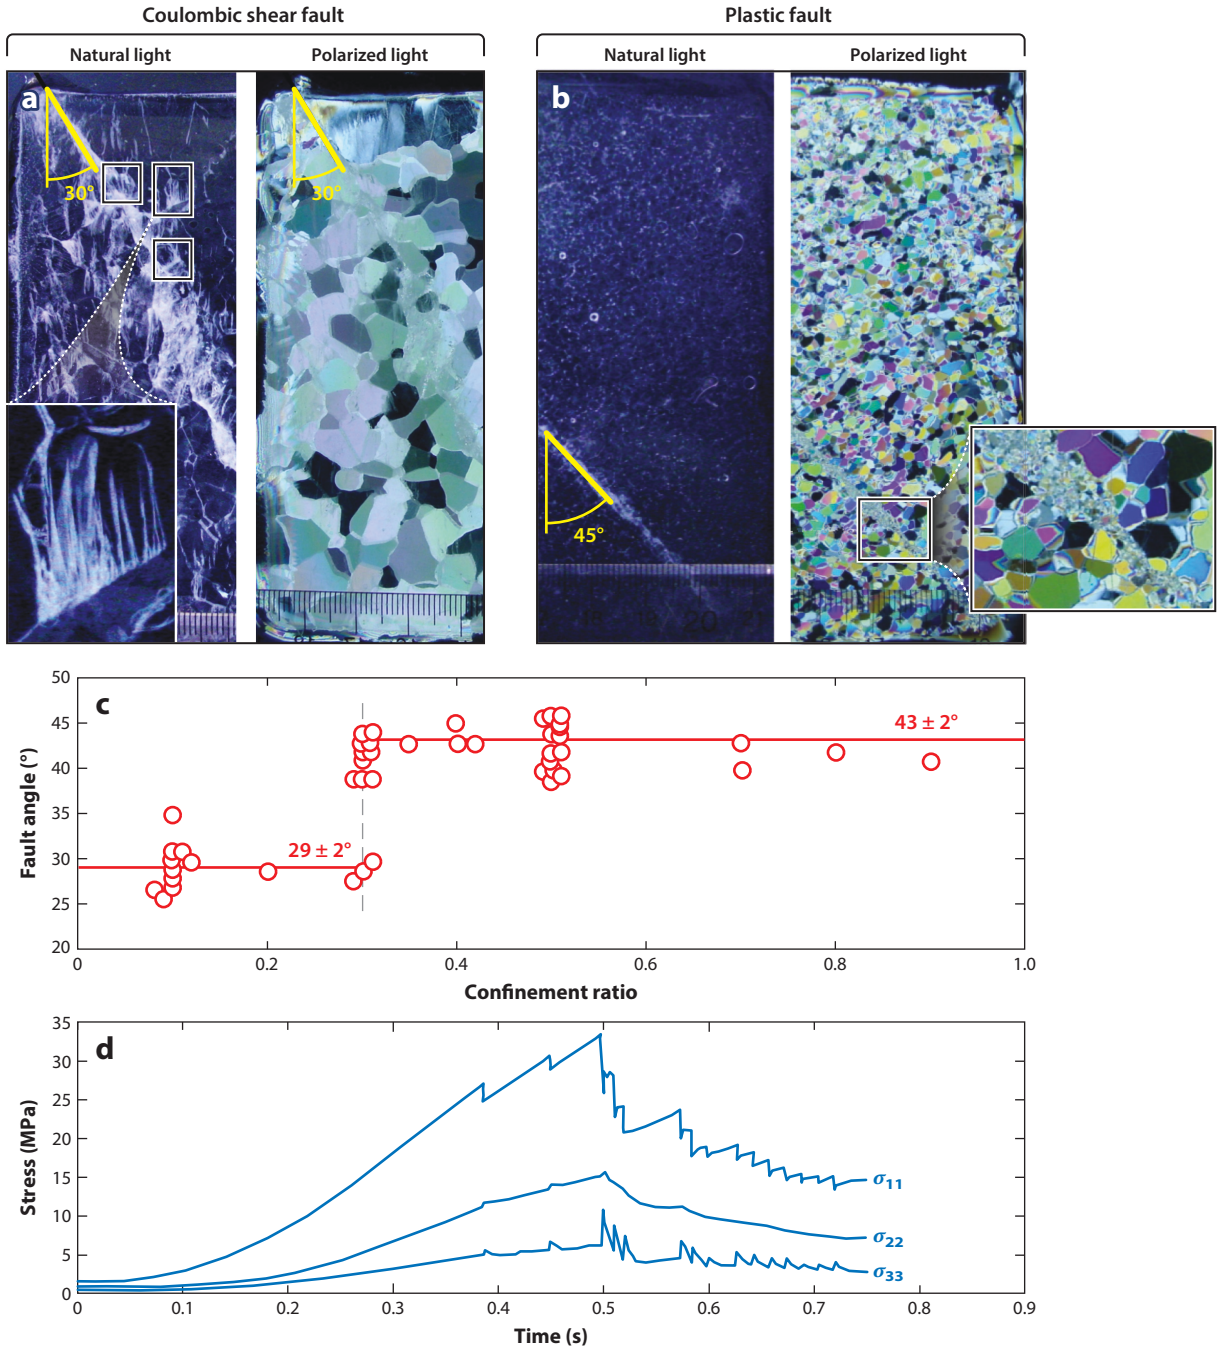 Coulombic shear fault
Plastic fault
Natural light
Polarized light
Natural light
Polarized light
a
b
30°
30°
45°
20
c
50
45
40
35
30
25
20
Fault angle (°)
29 ± 2°
43 ± 2°
0
0.2
0.4
0.6
0.8
1.0
Confinement ratio
d
35
30
25
20
15
10
5
0
Stress (MPa)
σ11
σ22
σ33
0
0.1
0.2
0.3
0.4
0.5
0.6
0.7
0.8
0.9
Time (s)